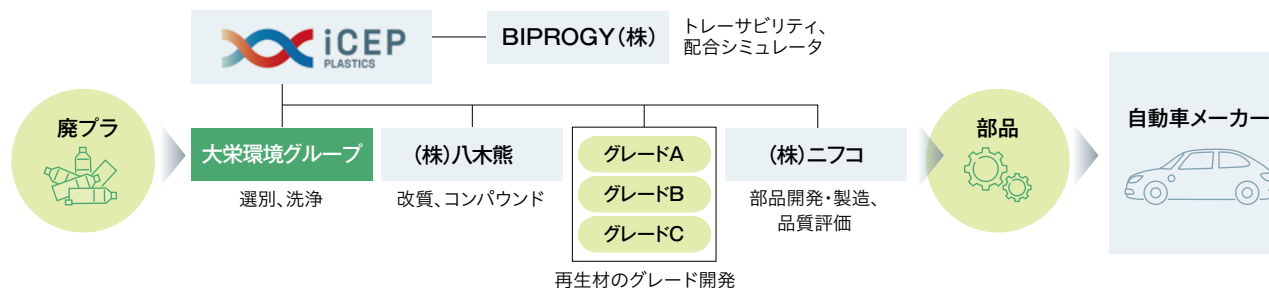 iCEP
PLASTICS
BIPROGY(株)
トレーサビリティ、
配合シミュレータ
廃プラ
大栄環境グループ
選別、洗浄
(株)八木熊
改質、コンパウンド
グレードA
グレードB
グレードC
再生材のグレード開発
(株)ニフコ
部品開発・製造、
品質評価
部品
自動車メーカー